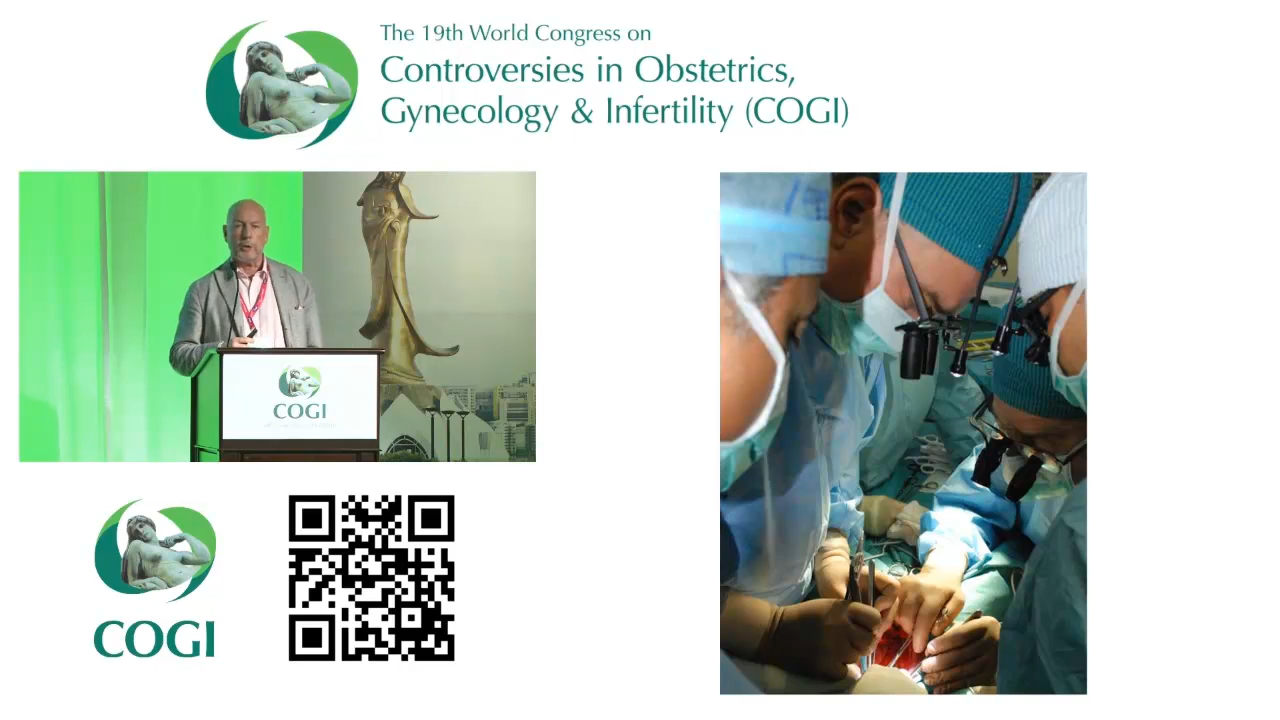 The 19th World Congress on
Controversies in Obstetrics,
Gynecology & Infertility (COGI)
COGI
COGI